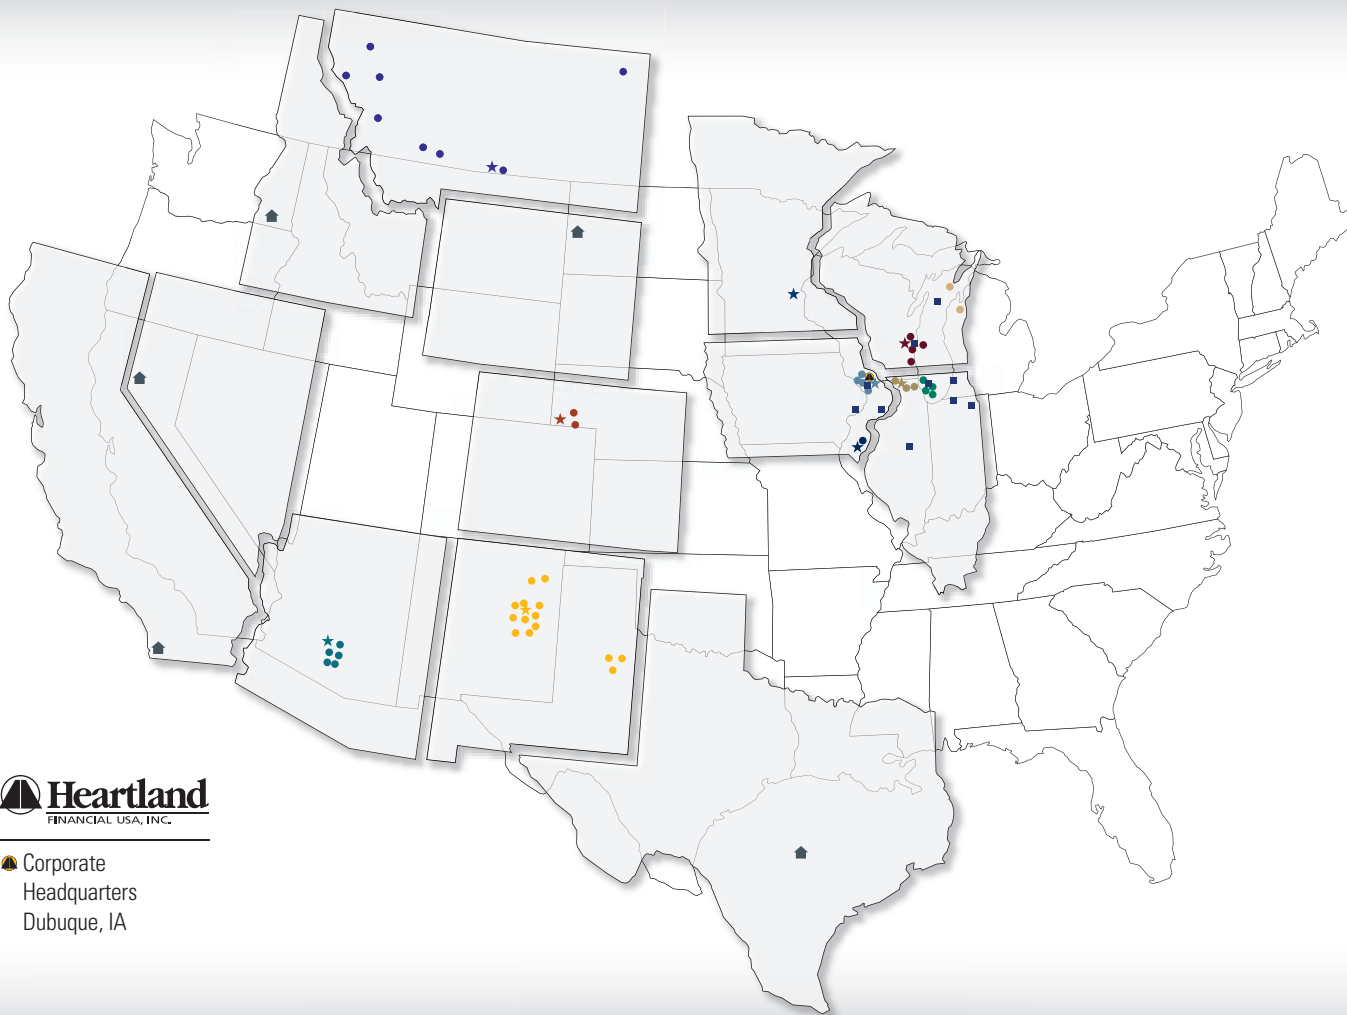 Heartland
FINANCIAL USA, INC.
Corporate
Headquarters
Dubuque, IA